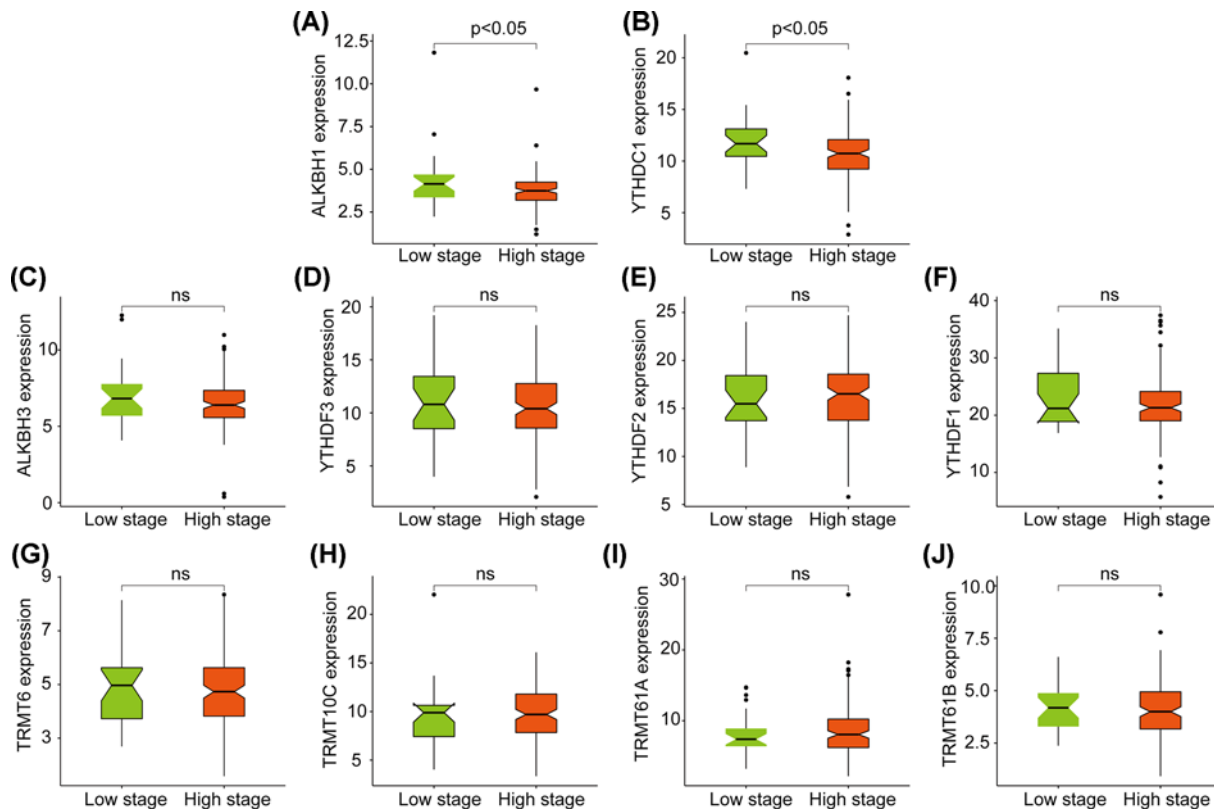 (A)
p<0.05
ALKBH1 expression
12.5
10.0
7.5
5.0
2.5
Low stage High stage
(B)
p<0.05
YTHDC1 expression
20
15
10
5
Low stage High stage
(C)
ns
ALKBH3 expression
10
5
0
Low stage High stage
(D)
ns
YTHDF3 expression
20
15
10
5
Low stage High stage
(E)
ns
YTHDF2 expression
25
20
15
10
5
Low stage High stage
(F)
ns
YTHDF1 expression
40
30
20
10
Low stage High stage
(G)
ns
TRMT6 expression
9
7
5
3
Low stage High stage
(H)
ns
TRMT10C expression
20
15
10
5
Low stage High stage
(I)
ns
TRMT61A expression
30
20
10
Low stage High stage
(J)
ns
TRMT61B expression
10.0
7.5
5.0
2.5
Low stage High stage